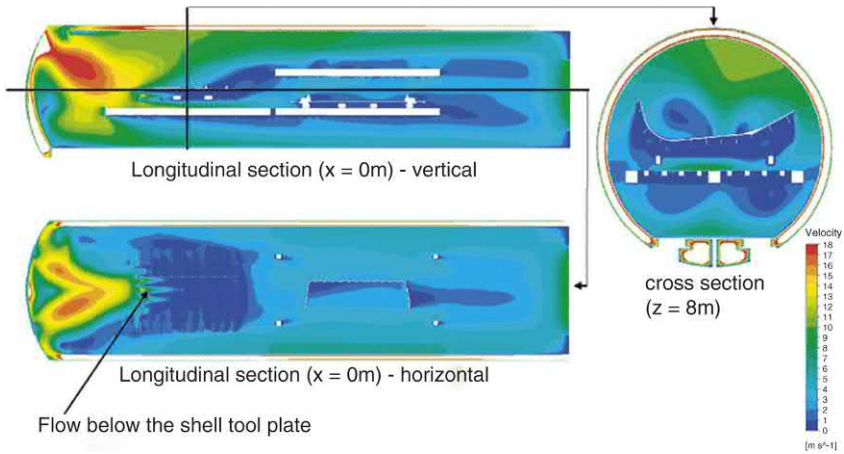 Longitudinal section (x = 0m) - vertical
Longitudinal section (x = 0m) - horizontal
Flow below the shell tool plate
cross section
(z = 8m)
Velocity
18
17
16
15
14
13
12
11
10
9
8
7
6
5
4
3
2
1
0
[m s^-1]